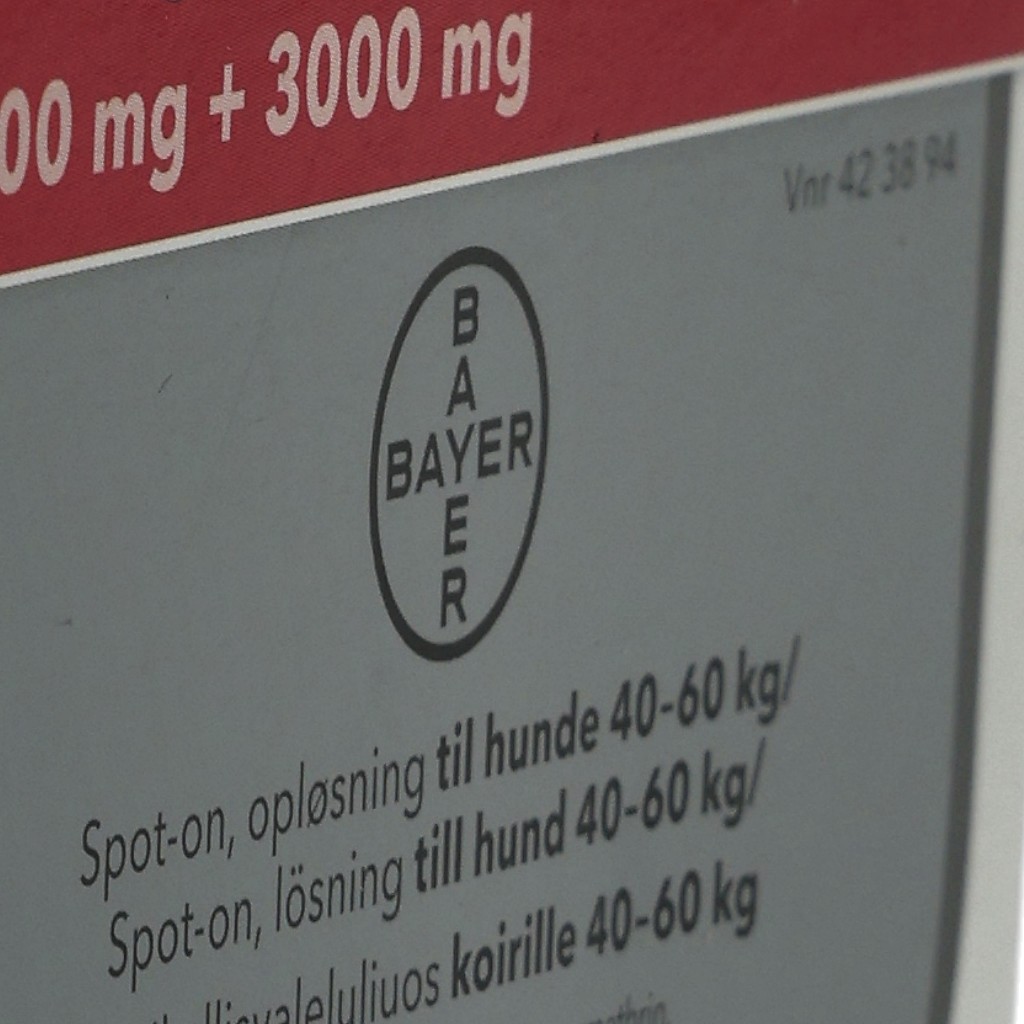 00 mg + 3000 mg
Vnr 42 38 94
BAYER
BAYER
Spot-on, opløsning til hunde 40-60 kg/
Spot-on, lösning till hund 40-60 kg/
koirille 40-60 kg